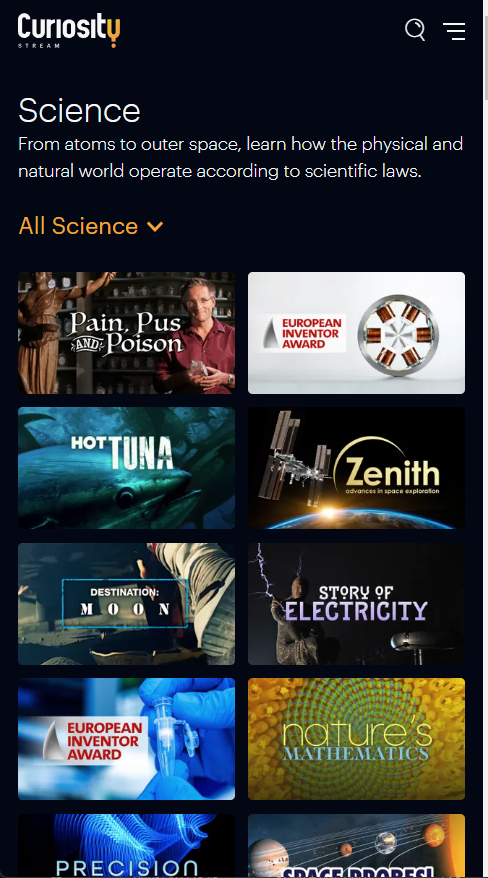 Curiosity
STREAM
Science
From atoms to outer space, learn how the physical and
natural world operate according to scientific laws.
All Science
Pain, Pus
AND Poison
EUROPEAN
INVENTOR
AWARD
HOT TUNA
Zenith
advances in space exploration
DESTINATION:
MOON
STORY OF
ELECTRICITY
EUROPEAN
INVENTOR
AWARD
nature's
MATHEMATICS
PRECISION
SPACE PROBES!